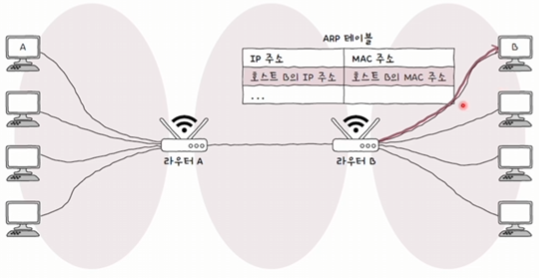 ARP 테이블
IP 주소 MAC 주소
호스트 B의 IP 주소 호스트 B의 MAC 주소
...
A
B
라우터 A
라우터 B